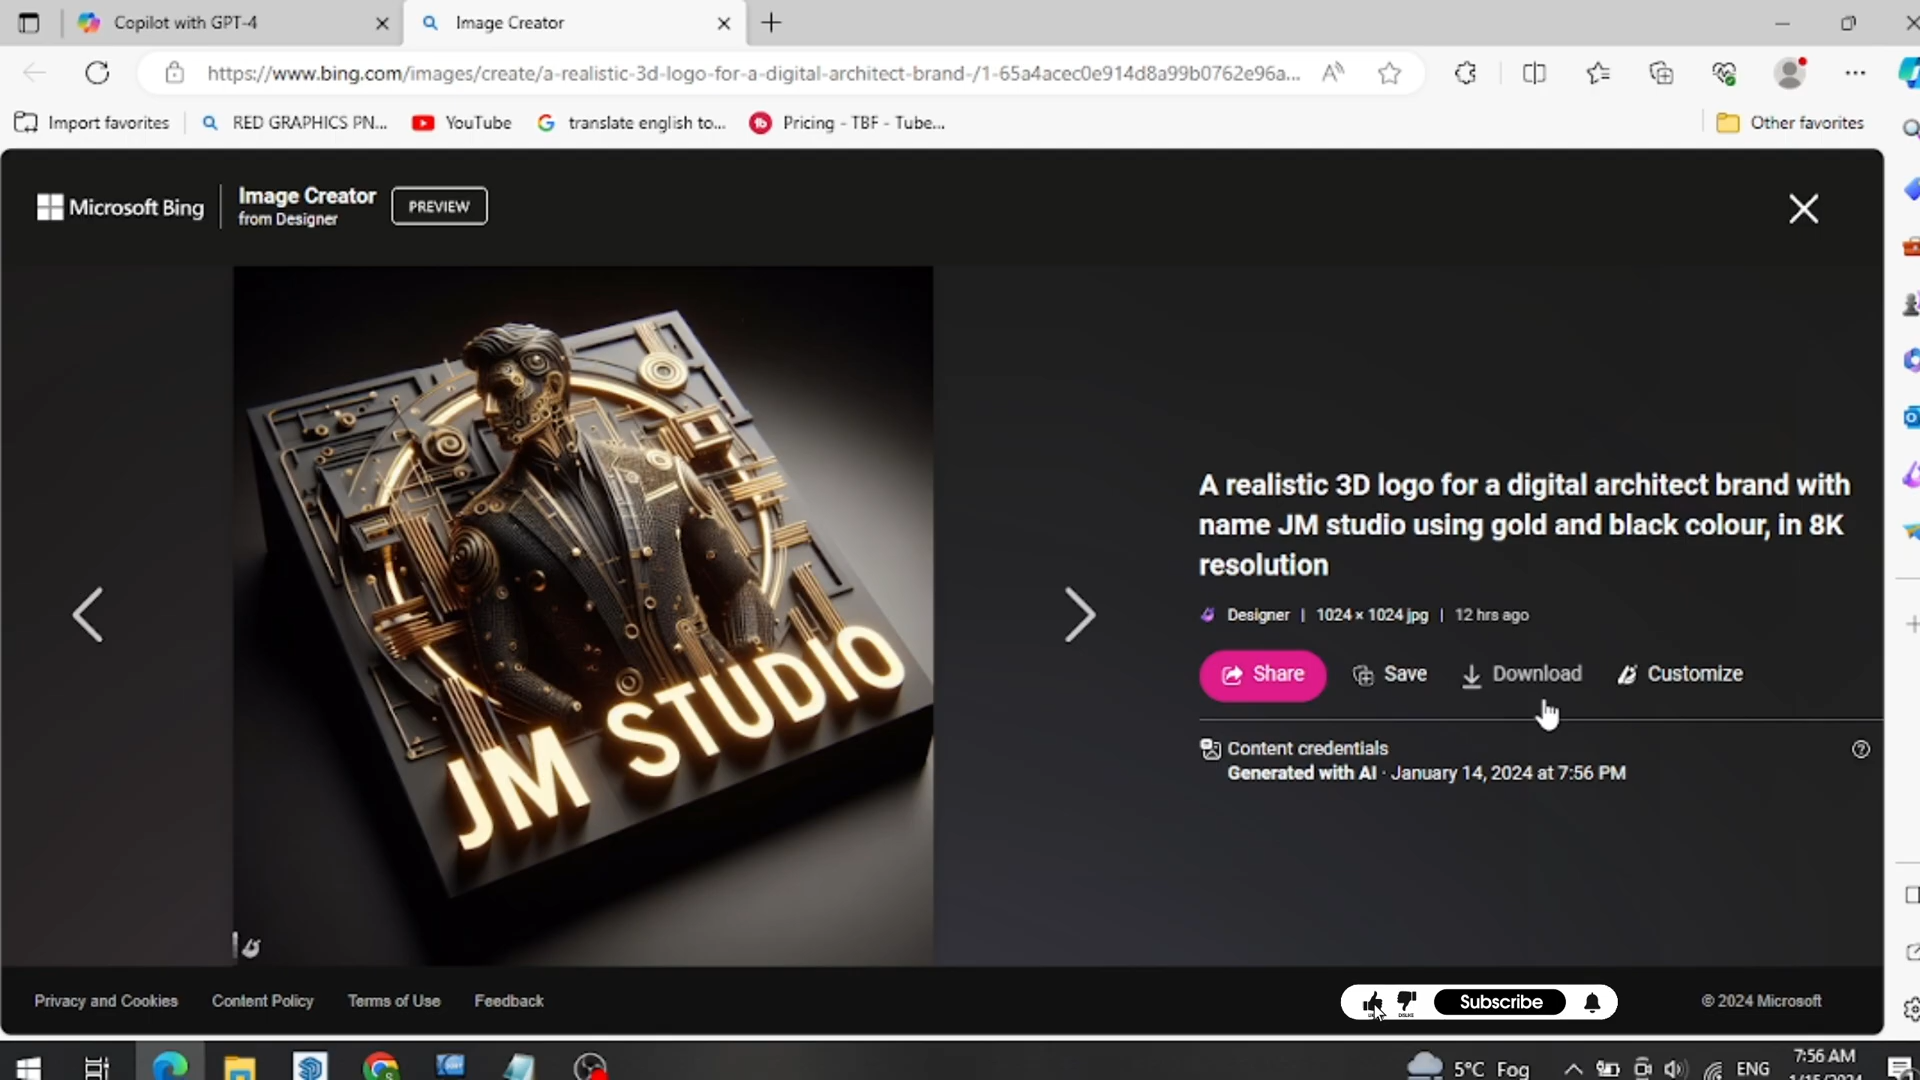 Copilot with GPT-4
Image Creator
https://www.bing.com/images/create/a-realistic-3d-logo-for-a-digital-architect-brand-/1-65a4acec0e914d8a99b0762e96a...
Import favorites
RED GRAPHICS PN...
YouTube
translate english to...
Pricing - TBF - Tube...
Other favorites
Microsoft Bing
Image Creator
from Designer
PREVIEW
JM STUDIO
A realistic 3D logo for a digital architect brand with
name JM studio using gold and black colour, in 8K
resolution
Designer | 1024 × 1024 jpg | 12 hrs ago
Share
Save
Download
Customize
Content credentials
Generated with AI · January 14, 2024 at 7:56 PM
Privacy and Cookies
Content Policy
Terms of Use
Feedback
Subscribe
© 2024 Microsoft
5°C Fog
ENG
7:56 AM
1/15/2024